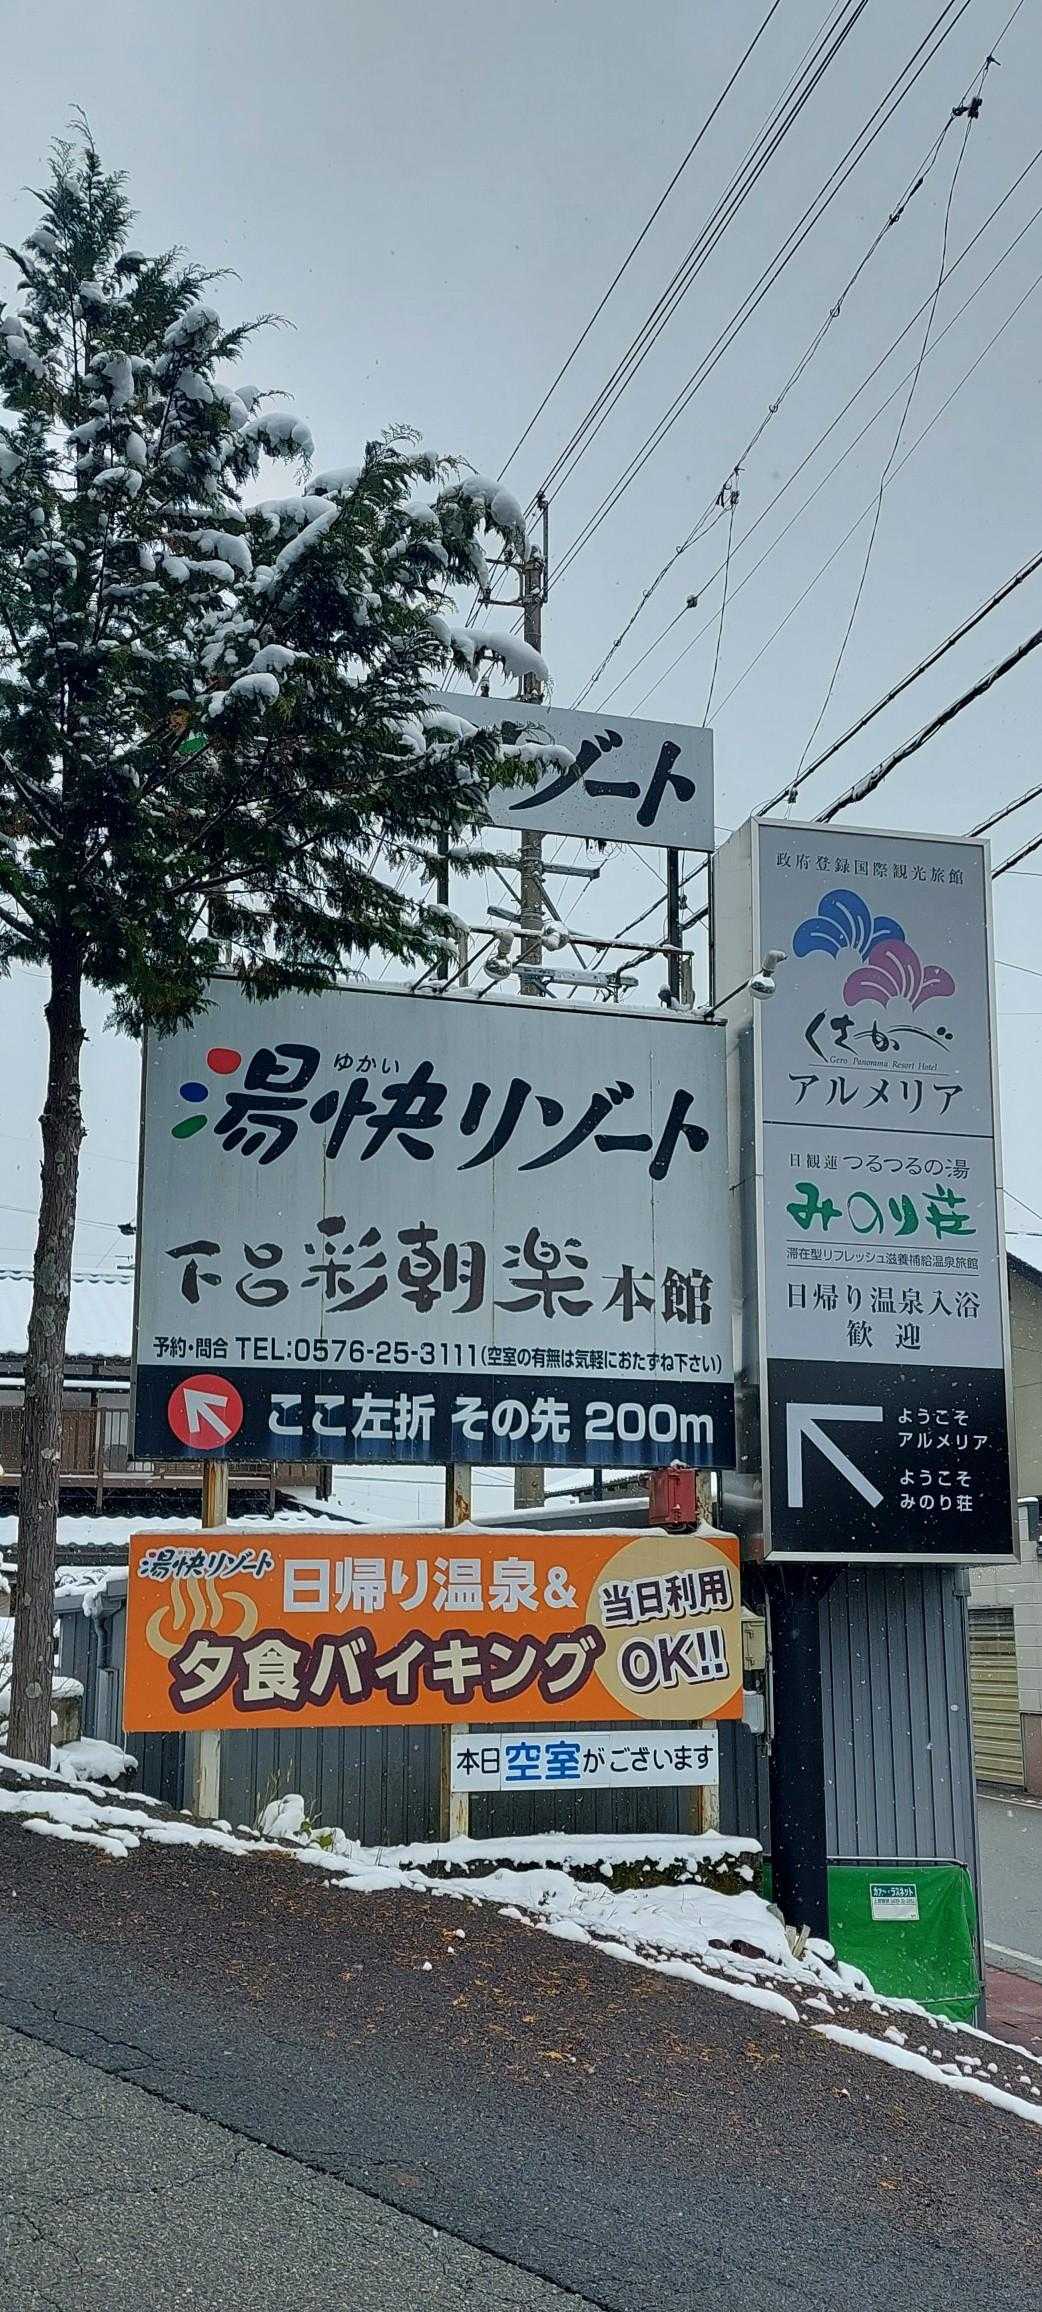 ゾート
湯快リゾート
ゆかい
下呂彩朝楽本館
予約・問合 TEL:0576-25-3111(空室の有無は気軽におたずね下さい)
ここ左折 その先 200m
湯快リゾート
ゆかい
日帰り温泉&
夕食バイキング
当日利用
OK!!
本日空室がございます
政府登録国際観光旅館
くさかべ
Gero Panorama Resort Hotel
アルメリア
日観連 つるつるの湯
みのり荘
滞在型リフレッシュ滋養補給温泉旅館
日帰り温泉入浴
歓迎
ようこそ
アルメリア
ようこそ
みのり荘